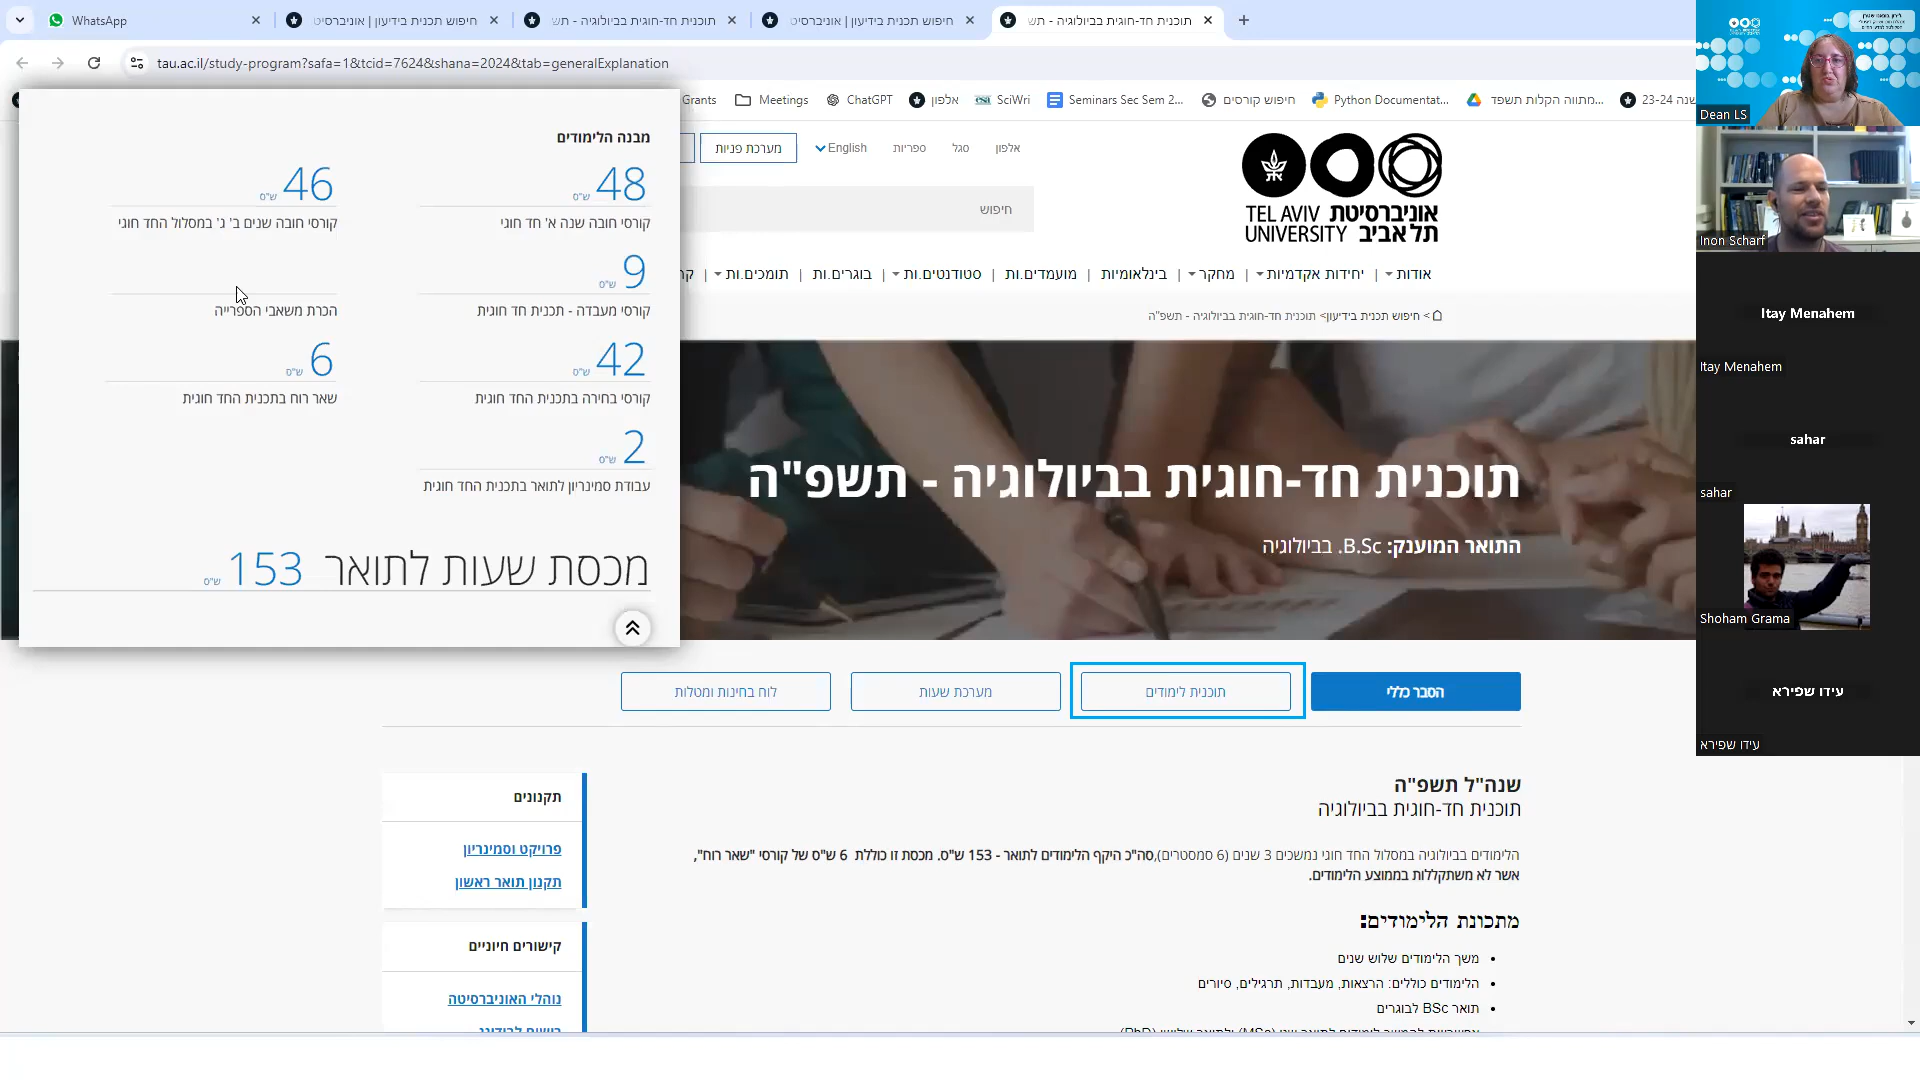 WhatsApp
חיפוש תכנית בידיעון | אוניברסיט
תוכנית חד-חוגית בביולוגיה - תש
חיפוש תכנית בידיעון | אוניברסיט
תוכנית חד-חוגית בביולוגיה - תש
tau.ac.il/study-program?safa=1&tcid=7624&shana=2024&tab=generalExplanation
Grants
Meetings
ChatGPT
אלפון
SciWri
Seminars Sec Sem 2...
חיפוש קורסים
Python Documentat...
מתווה הקלות תשפד...
שנה 23-24
מבנה הלימודים
48 ש"ס
קורסי חובה שנה א' חד חוגי
46 ש"ס
קורסי חובה שנים ב' ג' במסלול החד חוגי
9 ש"ס
קורסי מעבדה - תכנית חד חוגית
הכרת משאבי הספרייה
42 ש"ס
קורסי בחירה בתכנית החד חוגית
6 ש"ס
שאר רוח בתכנית החד חוגית
2 ש"ס
עבודת סמינריון לתואר בתכנית החד חוגית
מכסת שעות לתואר 153 ש"ס
אלפון
סגל
ספריות
English
מערכת פניות
חיפוש
אוניברסיטת
תל אביב
TEL AVIV
UNIVERSITY
אודות | יחידות אקדמיות | מחקר | בינלאומיות | מועמדים.ות | סטודנטים.ות | בוגרים.ות | תומכים.ות | קר
> חיפוש תכנית בידיעון> תוכנית חד-חוגית בביולוגיה - תשפ"ה
תוכנית חד-חוגית בביולוגיה - תשפ"ה
התואר המוענק: B.Sc. בביולוגיה
הסבר כללי
תוכנית לימודים
מערכת שעות
לוח בחינות ומטלות
שנה"ל תשפ"ה
תוכנית חד-חוגית בביולוגיה
הלימודים בביולוגיה במסלול החד חוגי נמשכים 3 שנים (6 סמסטרים),סה"כ היקף הלימודים לתואר - 153 ש"ס. מכסת זו כוללת 6 ש"ס של קורסי "שאר רוח",
אשר לא משתקללות בממוצע הלימודים.
מתכונת הלימודים:
• משך הלימודים שלוש שנים
• הלימודים כוללים: הרצאות, מעבדות, תרגילים, סיורים
• תואר BSc לבוגרים
תקנונים
פרויקט וסמינריון
תקנון תואר ראשון
קישורים חיוניים
נוהלי האוניברסיטה
Dean LS
Inon Scharf
Itay Menahem
Itay Menahem
sahar
sahar
Shoham Grama
עידו שפירא
עידו שפירא